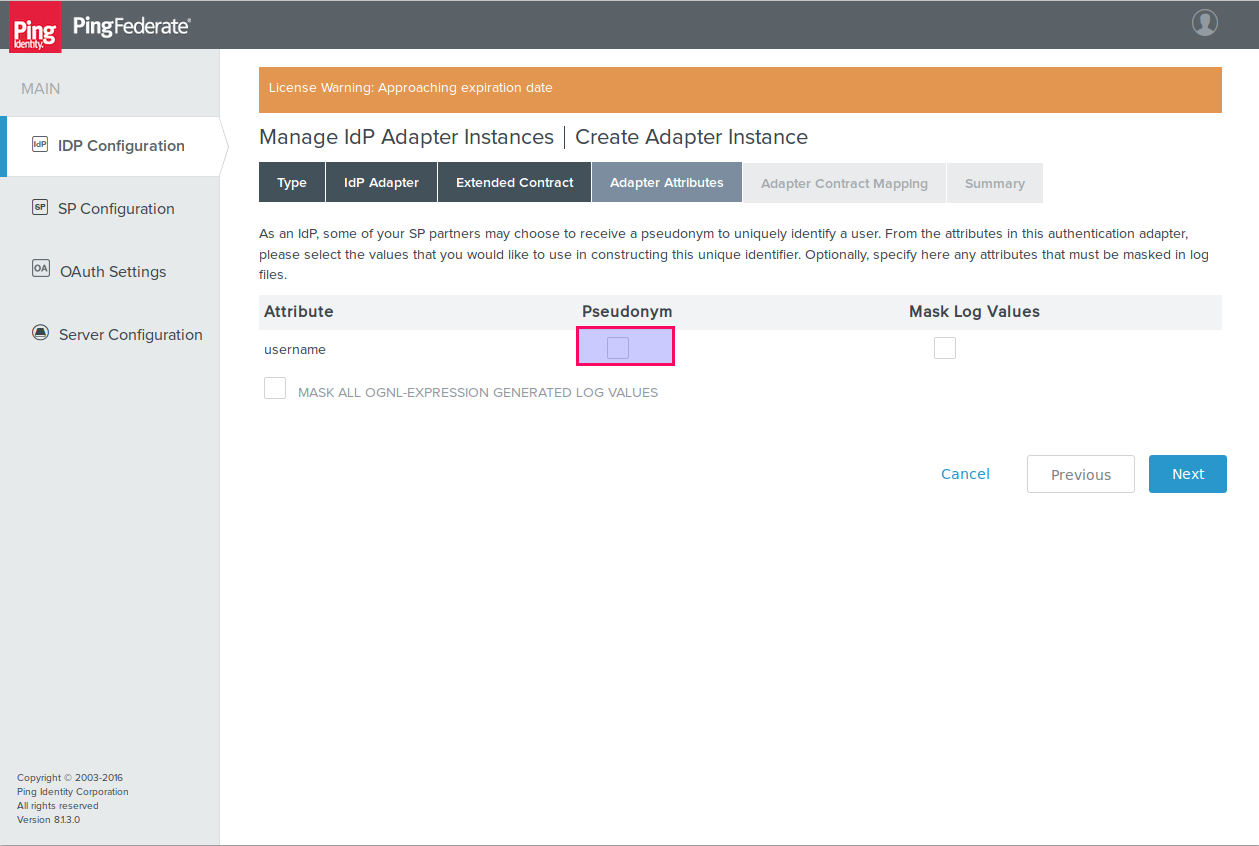 Ping
Identity.
PingFederate®
MAIN
IdP IDP Configuration
SP SP Configuration
OA OAuth Settings
Server Configuration
License Warning: Approaching expiration date
Manage IdP Adapter Instances | Create Adapter Instance
Type IdP Adapter Extended Contract Adapter Attributes Adapter Contract Mapping Summary
As an IdP, some of your SP partners may choose to receive a pseudonym to uniquely identify a user. From the attributes in this authentication adapter,
please select the values that you would like to use in constructing this unique identifier. Optionally, specify here any attributes that must be masked in log
files.
Attribute Pseudonym Mask Log Values
username
MASK ALL OGNL-EXPRESSION GENERATED LOG VALUES
Cancel Previous Next
Copyright © 2003-2016
Ping Identity Corporation
All rights reserved
Version 8.1.3.0